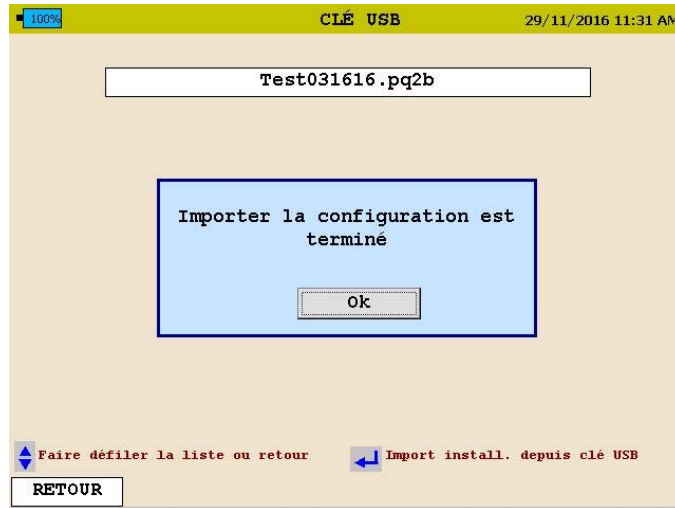 100%
CLÉ USB
29/11/2016 11:31 AM
Test031616.pq2b
Importer la configuration est
terminé
Ok
Faire défiler la liste ou retour
Import install. depuis clé USB
RETOUR